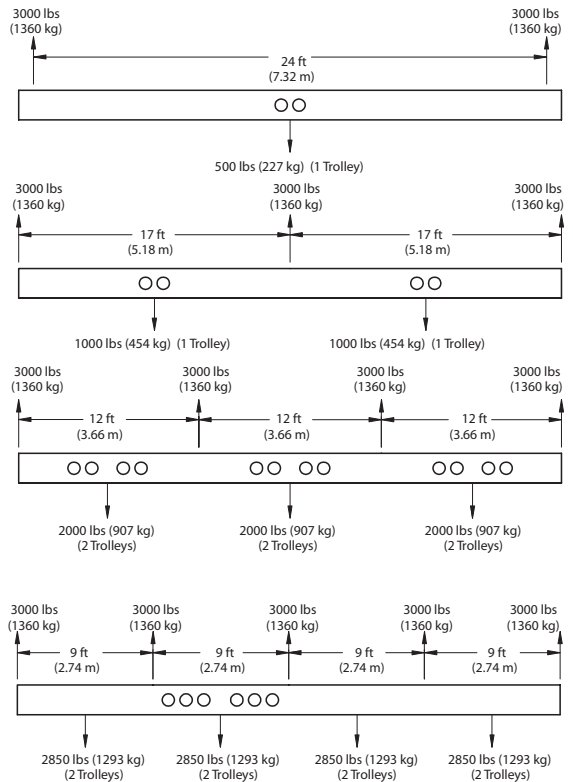 3000 lbs 3000 lbs
(1360 kg) (1360 kg)
24 ft
(7.32 m)
500 lbs (227 kg) (1 Trolley)
3000 lbs 3000 lbs 3000 lbs
(1360 kg) (1360 kg) (1360 kg)
17 ft 17 ft
(5.18 m) (5.18 m)
1000 lbs (454 kg) (1 Trolley) 1000 lbs (454 kg) (1 Trolley)
3000 lbs 3000 lbs 3000 lbs 3000 lbs
(1360 kg) (1360 kg) (1360 kg) (1360 kg)
12 ft 12 ft 12 ft
(3.66 m) (3.66 m) (3.66 m)
2000 lbs (907 kg) 2000 lbs (907 kg) 2000 lbs (907 kg)
(2 Trolleys) (2 Trolleys) (2 Trolleys)
3000 lbs 3000 lbs 3000 lbs 3000 lbs 3000 lbs
(1360 kg) (1360 kg) (1360 kg) (1360 kg) (1360 kg)
9 ft 9 ft 9 ft 9 ft
(2.74 m) (2.74 m) (2.74 m) (2.74 m)
2850 lbs (1293 kg) 2850 lbs (1293 kg) 2850 lbs (1293 kg) 2850 lbs (1293 kg)
(2 Trolleys) (2 Trolleys) (2 Trolleys) (2 Trolleys)